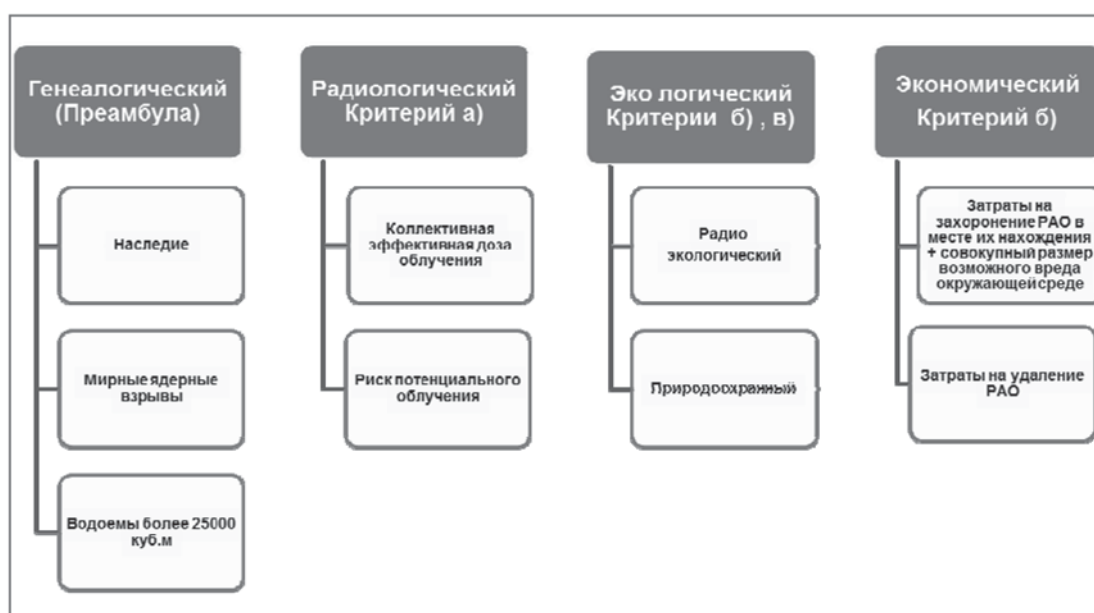 Генеалогический
(Преамбула)
Наследие
Мирные ядерные
взрывы
Водоемы более 25000
куб.м
Радиологический
Критерий а)
Коллективная
эффективная доза
облучения
Риск потенциального
облучения
Эко логический
Критерии б) , в)
Радио
экологический
Природоохранный
Экономический
Критерий б)
Затраты на
захоронение РАО в
месте их нахождения
+ совокупный размер
возможного вреда
окружающей среде
Затраты на удаление
РАО